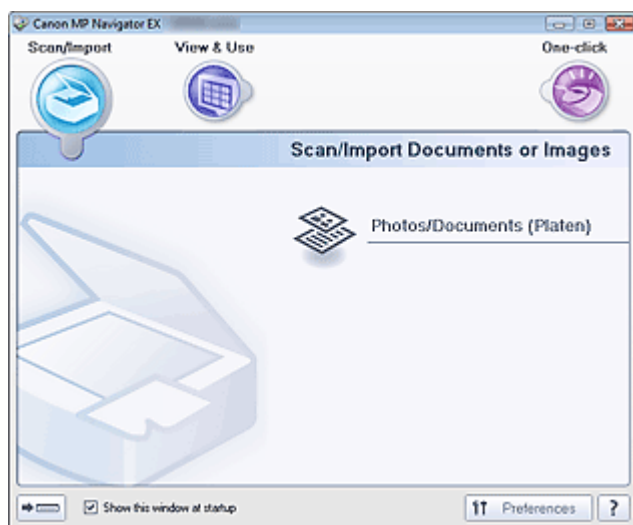 Canon MP Navigator EX
Scan/Import View & Use One-click
Scan/Import Documents or Images
Photos/Documents (Platen)
Show this window at startup
Preferences ?